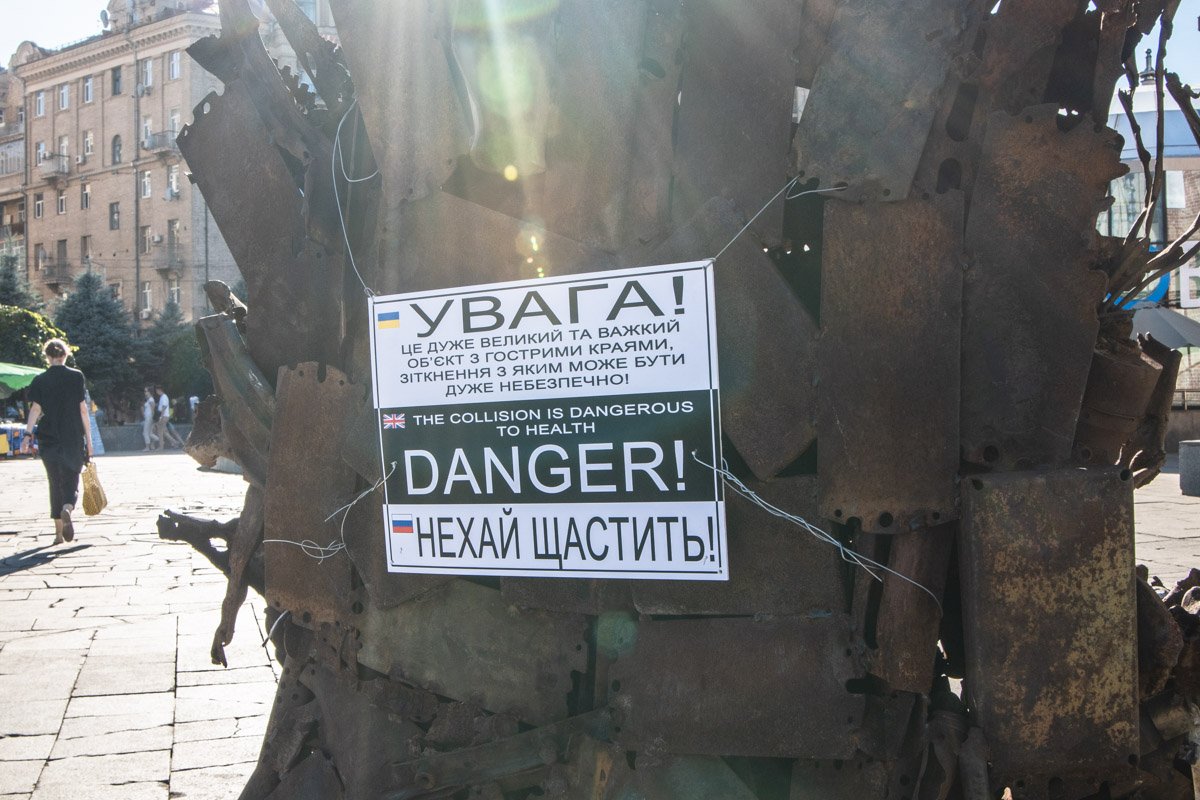 УВАГА!
ЦЕ ДУЖЕ ВЕЛИКИЙ ТА ВАЖКИЙ
ОБ'ЄКТ З ГОСТРИМИ КРАЯМИ,
ЗІТКНЕННЯ З ЯКИМ МОЖЕ БУТИ
ДУЖЕ НЕБЕЗПЕЧНО!
THE COLLISION IS DANGEROUS
TO HEALTH
DANGER!
НЕХАЙ ЩАСТИТЬ!